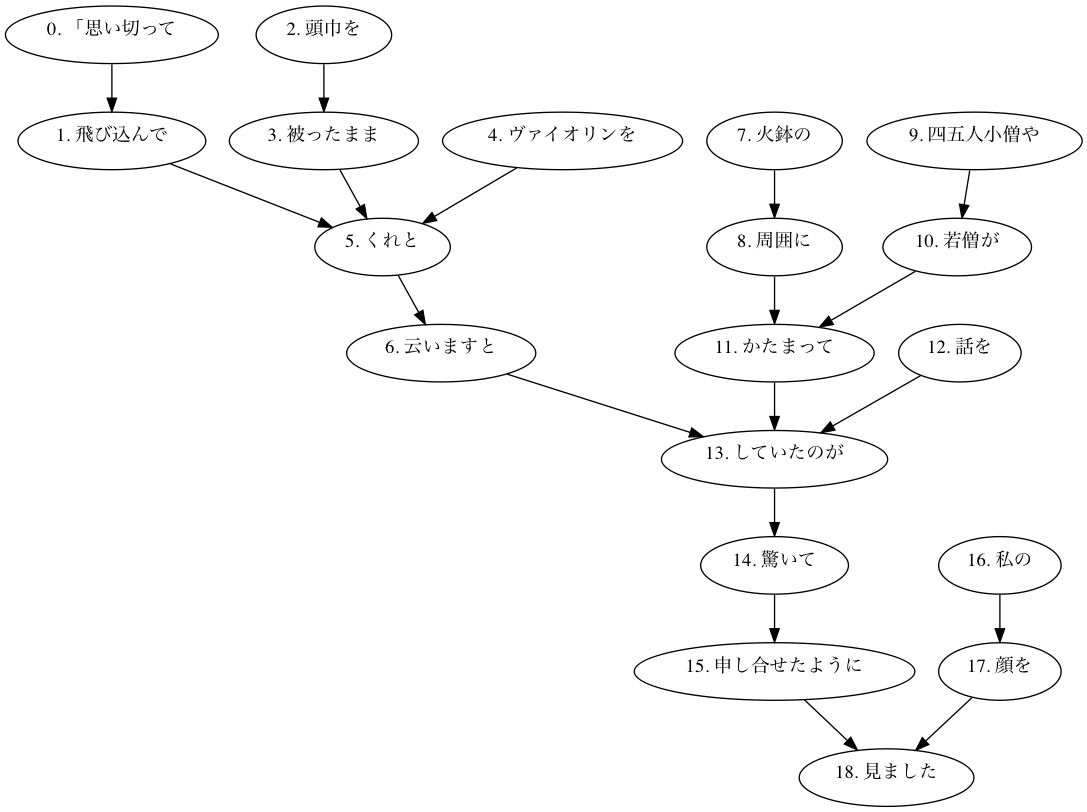 0. 「思い切って
2. 頭巾を
1. 飛び込んで
3. 被ったまま
4. ヴァイオリンを
7. 火鉢の
9. 四五人小僧や
5. くれと
8. 周囲に
10. 若僧が
6. 云いますと
11. かたまって
12. 話を
13. していたのが
14. 驚いて
16. 私の
15. 申し合せたように
17. 顔を
18. 見ました